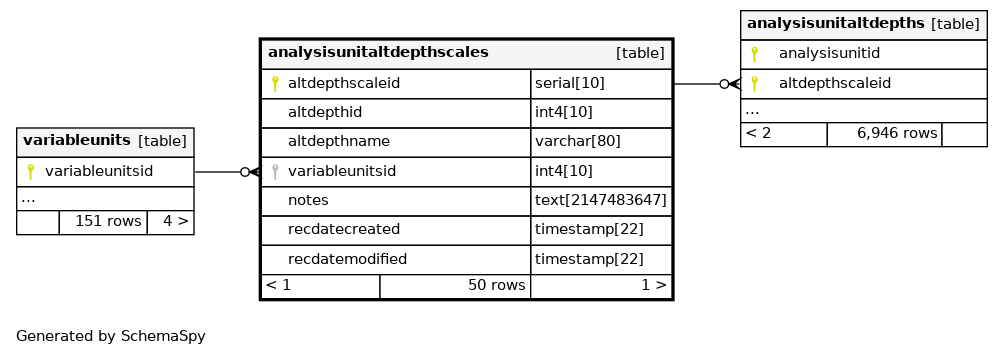 variableunits [table]
variableunitsid
...
151 rows 4 >
analysisunitaltdepthscales [table]
altdepthscaleid serial[10]
altdepthid int4[10]
altdepthname varchar[80]
variableunitsid int4[10]
notes text[2147483647]
recdatecreated timestamp[22]
recdatemodified timestamp[22]
< 1 50 rows 1 >
analysisunitaltdepths [table]
analysisunitid
altdepthscaleid
...
< 2 6,946 rows
Generated by SchemaSpy